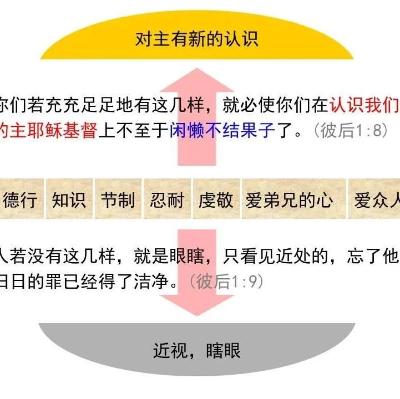 对主有新的认识
你们若充充足足地有这几样，就必使你们在认识我们
的主耶稣基督上不至于闲懒不结果子了。(彼后1:8)
德行 知识 节制 忍耐 虔敬 爱弟兄的心 爱众人
人若没有这几样，就是眼瞎，只看见近处的，忘了他
旧日的罪已经得了洁净。(彼后1:9)
近视，瞎眼